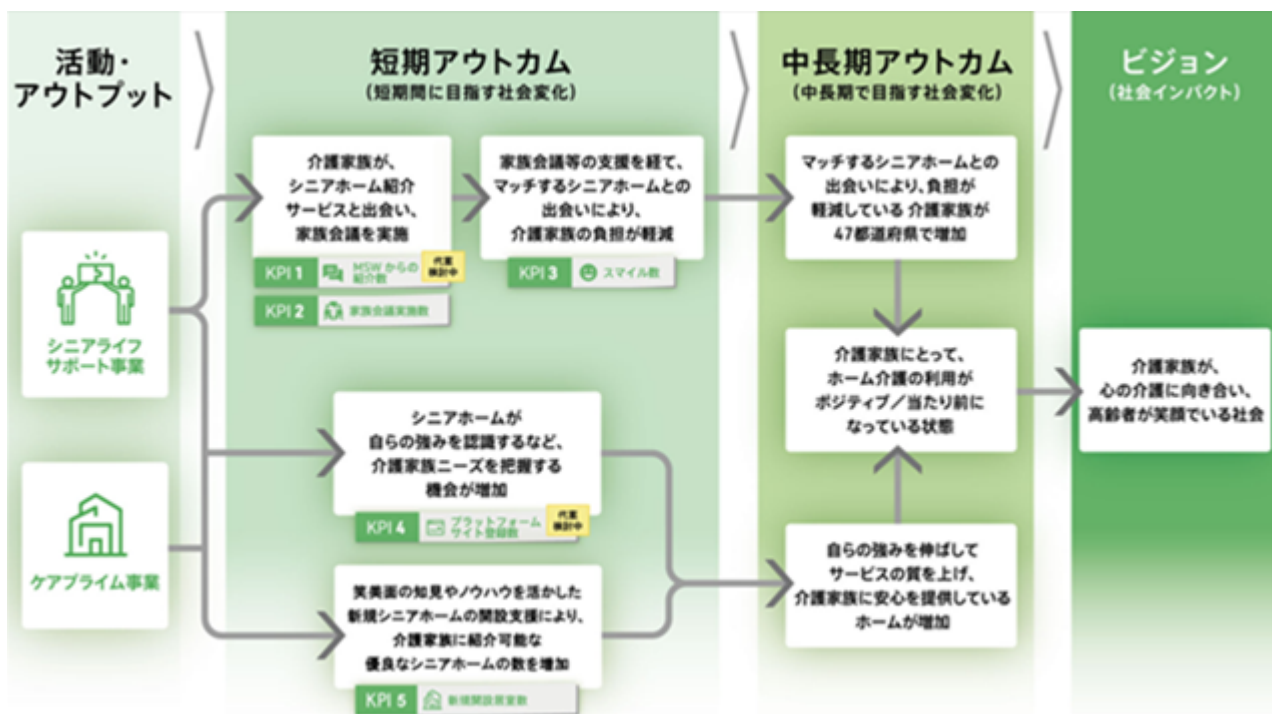 活動・
アウトプット
短期アウトカム
(短期間に目指す社会変化)
中長期アウトカム
(中長期で目指す社会変化)
ビジョン
(社会インパクト)
シニアライフ
サポート事業
ケアプライム事業
介護家族が、
シニアホーム紹介
サービスと出会い、
家族会議を実施
KPI 1
MSWからの
紹介数
代案
検討中
KPI 2
家族会議実施数
家族会議等の支援を経て、
マッチするシニアホームとの
出会いにより、
介護家族の負担が軽減
KPI 3
スマイル数
シニアホームが
自らの強みを認識するなど、
介護家族ニーズを把握する
機会が増加
KPI 4
プラットフォーム
サイト登録数
代案
検討中
笑美面の知見やノウハウを活かした
新規シニアホームの開設支援により、
介護家族に紹介可能な
優良なシニアホームの数を増加
KPI 5
新規開設居室数
マッチするシニアホームとの
出会いにより、負担が
軽減している介護家族が
47都道府県で増加
介護家族にとって、
ホーム介護の利用が
ポジティブ/当たり前に
なっている状態
自らの強みを伸ばして
サービスの質を上げ、
介護家族に安心を提供している
ホームが増加
介護家族が、
心の介護に向き合い、
高齢者が笑顔でいる社会